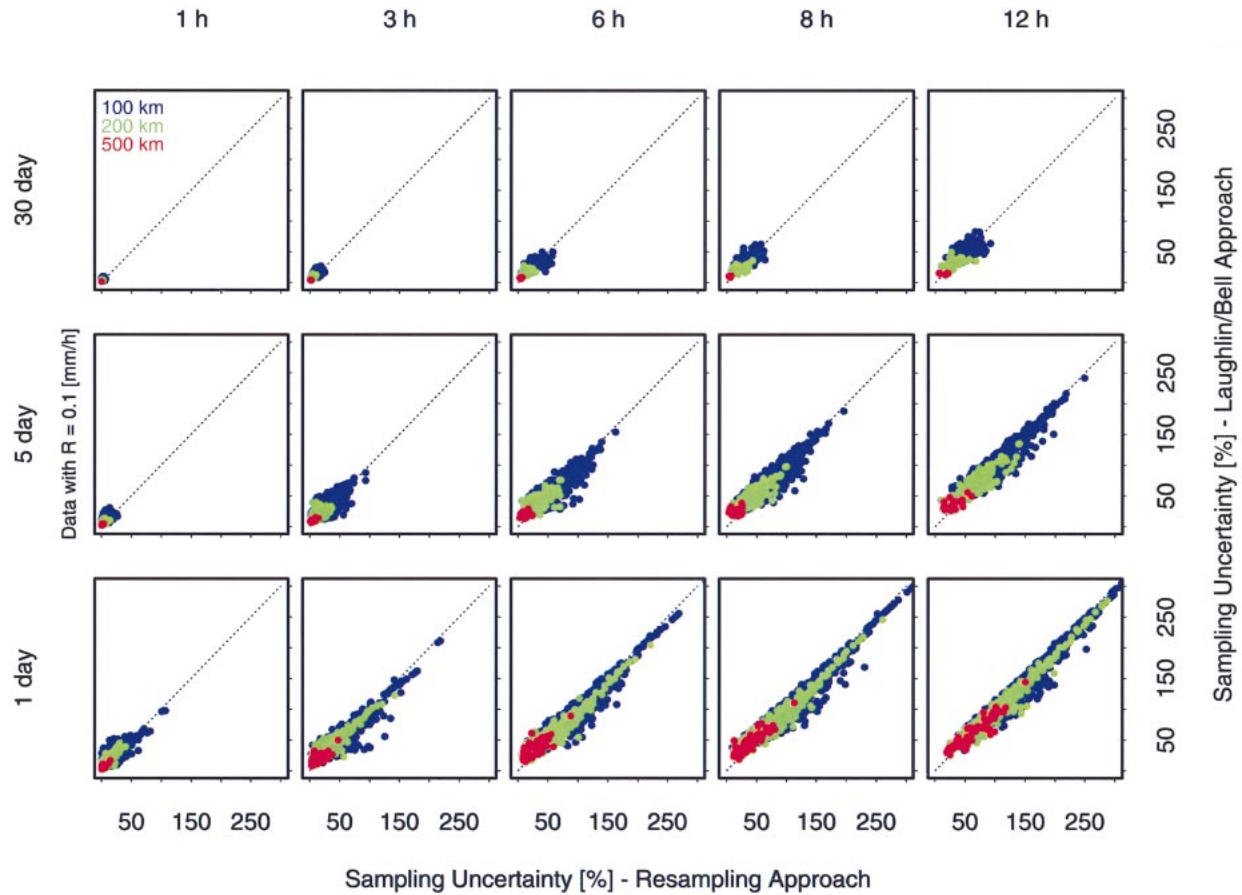 1 h 3 h 6 h 8 h 12 h
100 km
200 km
500 km
30 day
250
150
50
5 day
Data with R = 0.1 [mm/h]
250
150
50
1 day
250
150
50
50 150 250 50 150 250 50 150 250 50 150 250 50 150 250
Sampling Uncertainty [%] - Resampling Approach
Sampling Uncertainty [%] - Laughlin/Bell Approach